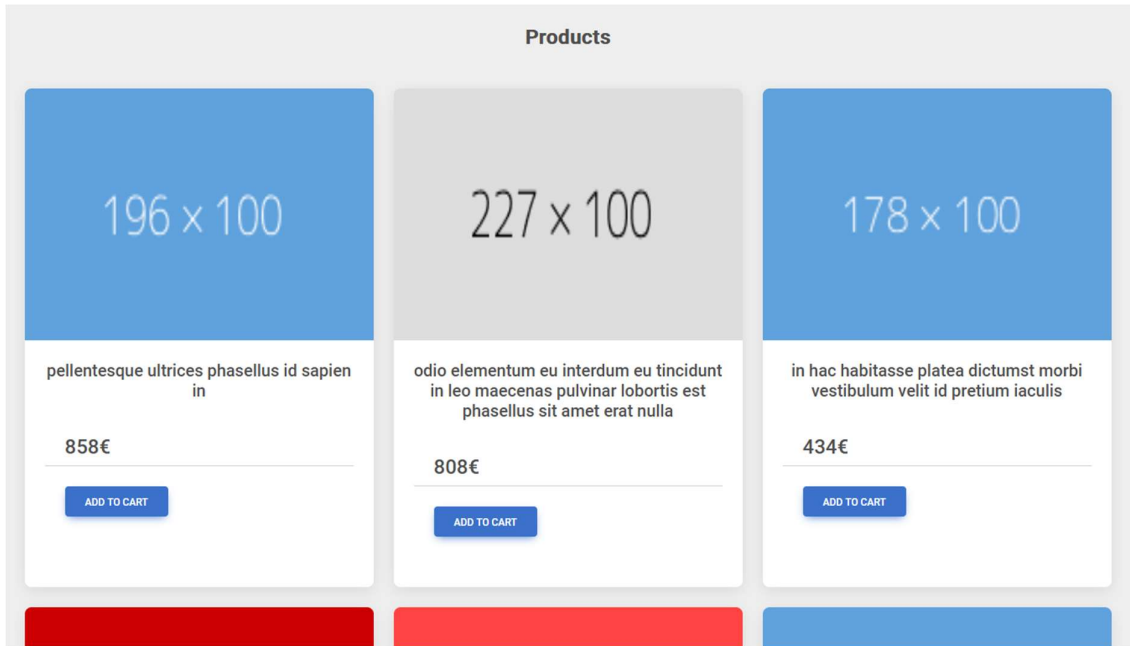 Products
196 x 100
227 x 100
178 x 100
pellentesque ultrices phasellus id sapien
in
858€
ADD TO CART
odio elementum eu interdum eu tincidunt
in leo maecenas pulvinar lobortis est
phasellus sit amet erat nulla
808€
ADD TO CART
in hac habitasse platea dictumst morbi
vestibulum velit id pretium iaculis
434€
ADD TO CART